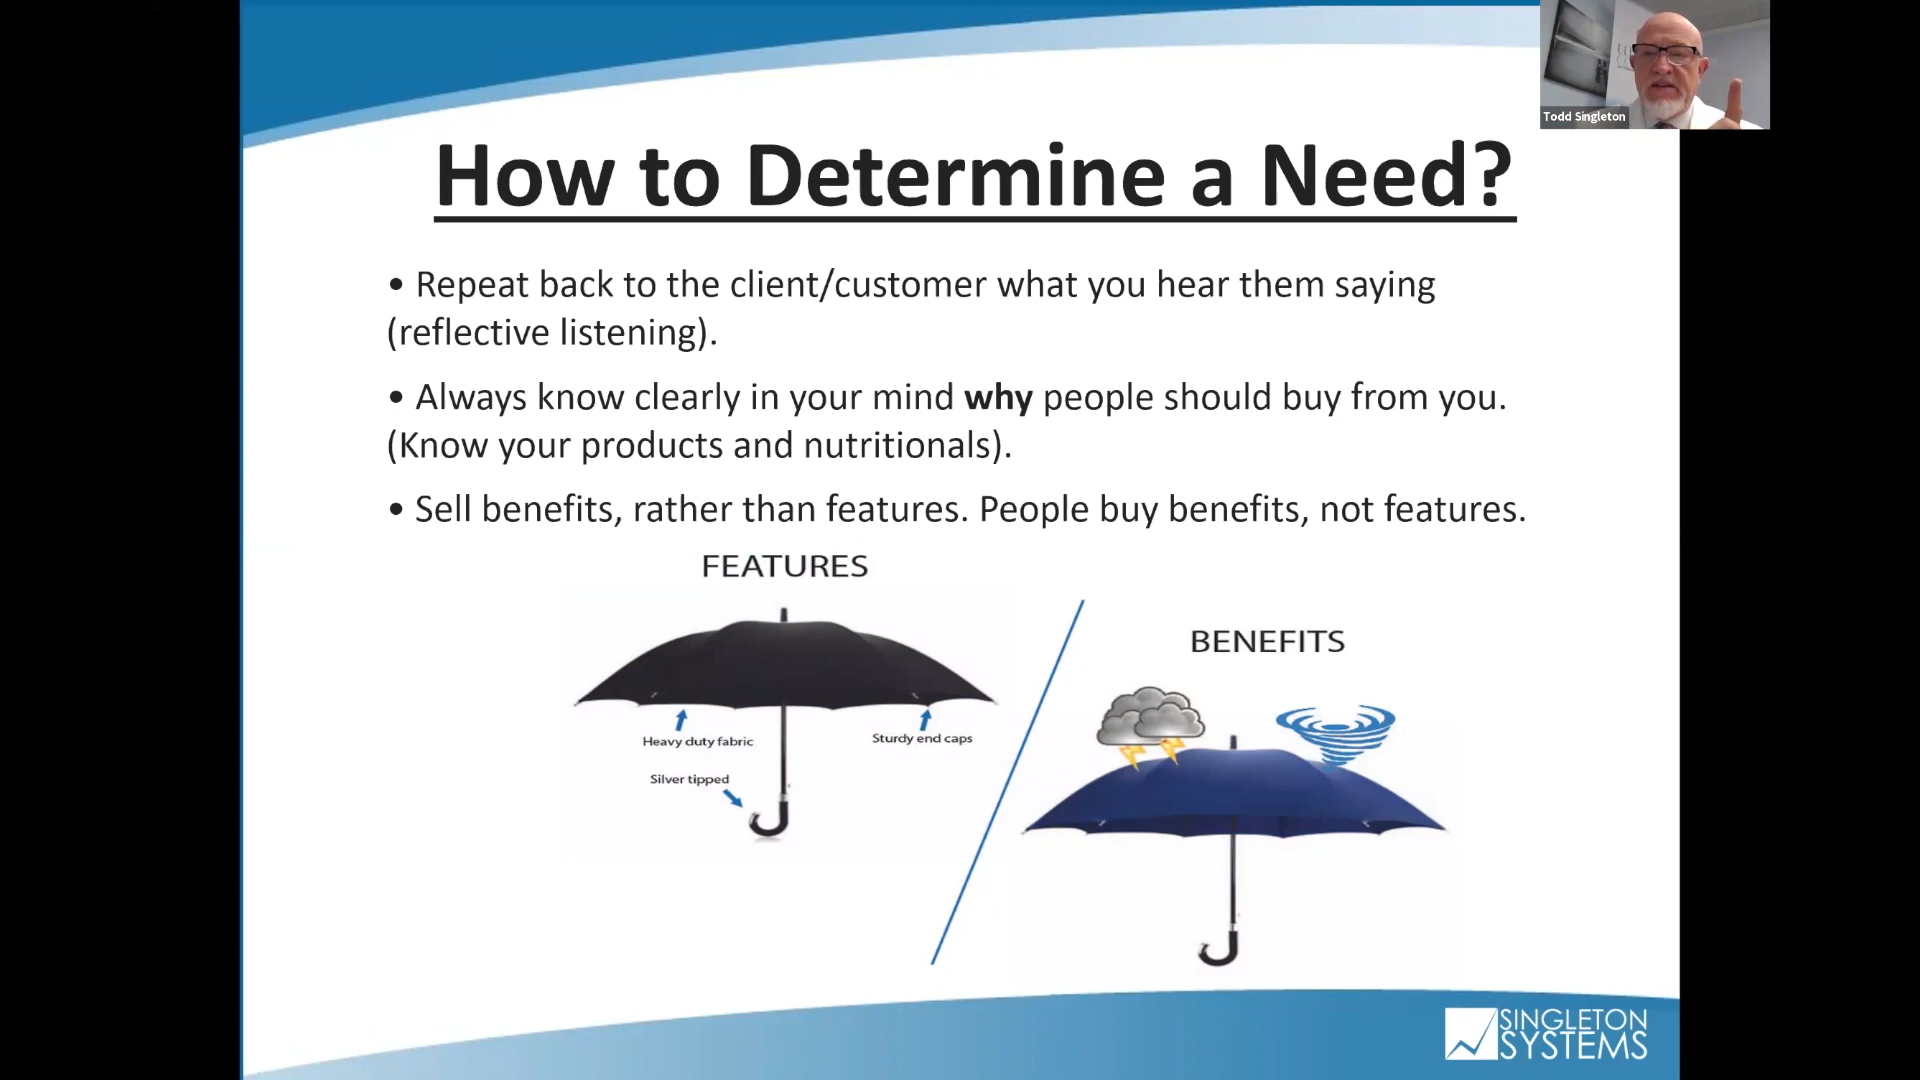 Todd Singleton
How to Determine a Need?
• Repeat back to the client/customer what you hear them saying
(reflective listening).
• Always know clearly in your mind why people should buy from you.
(Know your products and nutritionals).
• Sell benefits, rather than features. People buy benefits, not features.
FEATURES
Heavy duty fabric
Sturdy end caps
Silver tipped
BENEFITS
SINGLETON
SYSTEMS